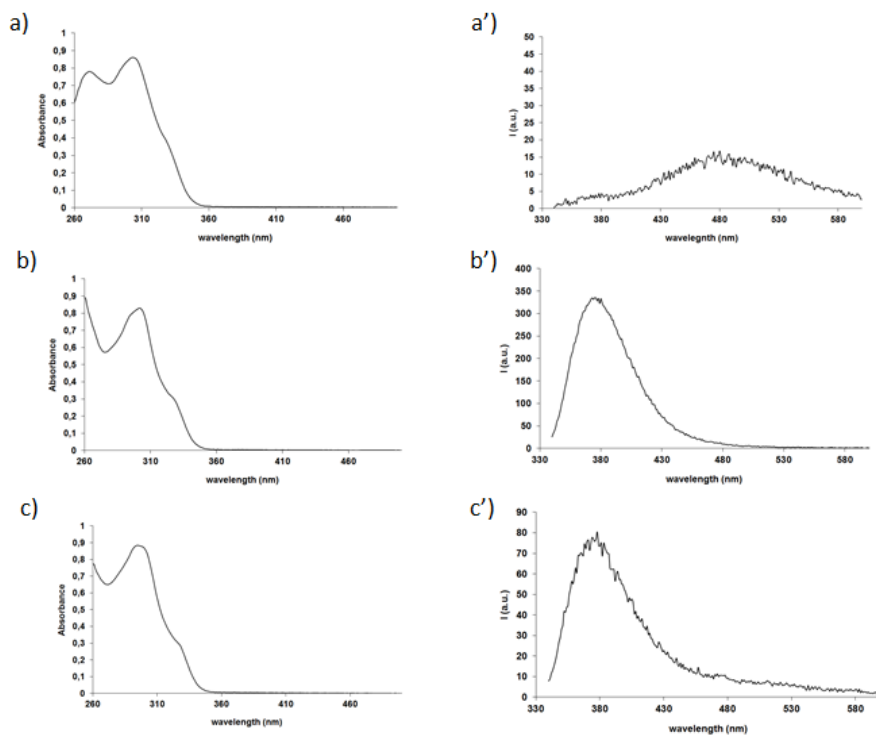 a)
1
0,9
0,8
0,7
0,6
0,5
0,4
0,3
0,2
0,1
0
Absorbance
260 310 360 410 460
wavelength (nm)
a')
50
45
40
35
30
25
20
15
10
5
0
I (a.u.)
330 380 430 480 530 580
wavelegnth (nm)
b)
1
0,9
0,8
0,7
0,6
0,5
0,4
0,3
0,2
0,1
0
Absorbance
260 310 360 410 460
wavelength (nm)
b')
400
350
300
250
200
150
100
50
0
I (a.u.)
330 380 430 480 530 580
wavelength (nm)
c)
1
0,9
0,8
0,7
0,6
0,5
0,4
0,3
0,2
0,1
0
Absorbance
260 310 360 410 460
wavelength (nm)
c')
90
80
70
60
50
40
30
20
10
0
I (a.u.)
330 380 430 480 530 580
wavelength (nm)